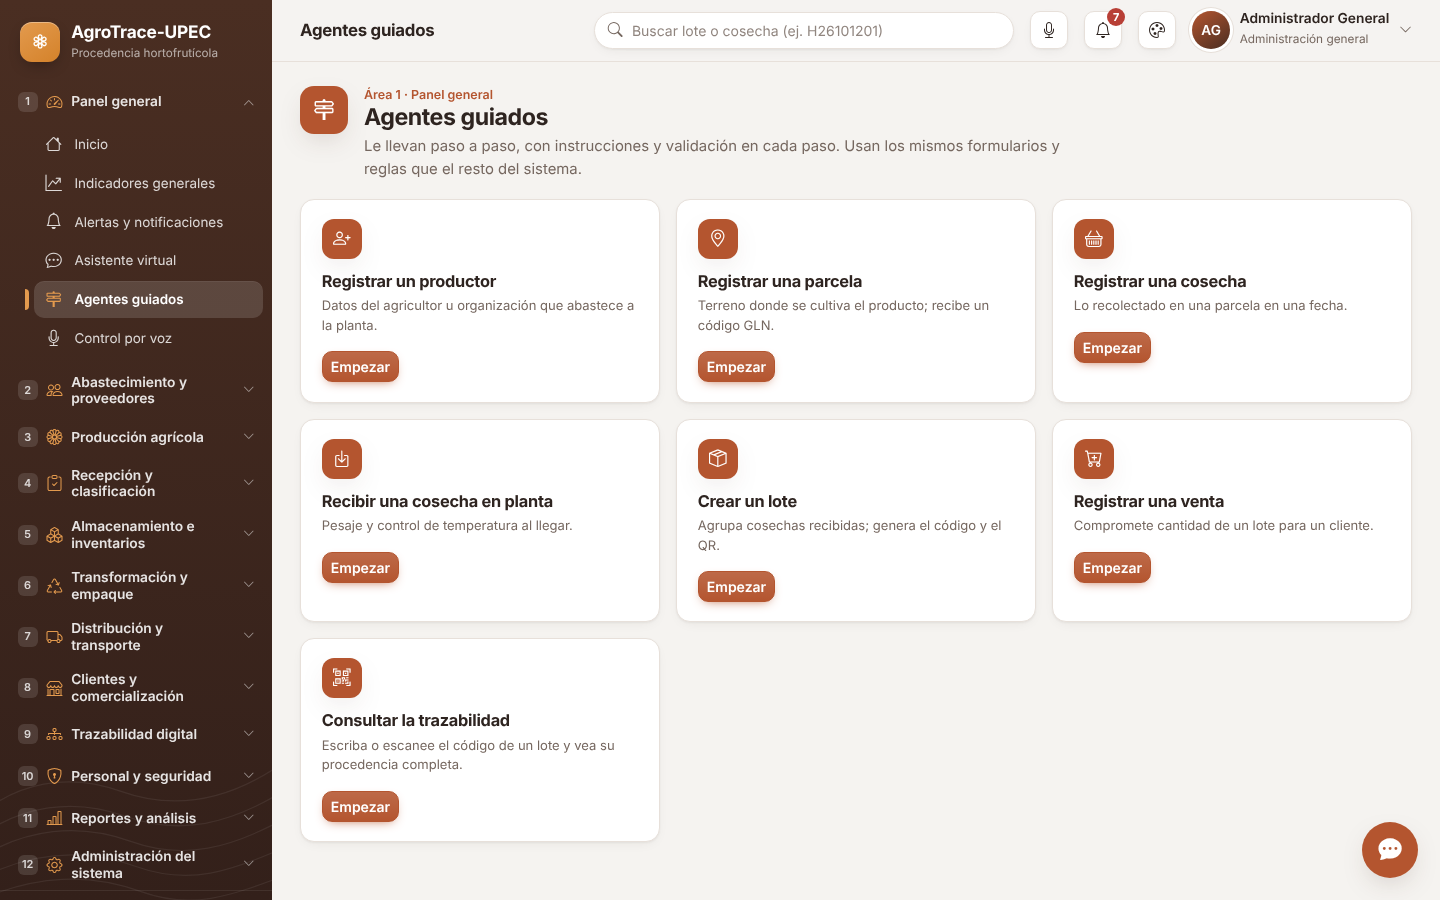 AgroTrace-UPEC
Procedencia hortofrutícola
1 Panel general
Inicio
Indicadores generales
Alertas y notificaciones
Asistente virtual
Agentes guiados
Control por voz
2 Abastecimiento y
proveedores
3 Producción agrícola
4 Recepción y
clasificación
5 Almacenamiento e
inventarios
6 Transformación y
empaque
7 Distribución y
transporte
8 Clientes y
comercialización
9 Trazabilidad digital
10 Personal y seguridad
11 Reportes y análisis
12 Administración del
sistema
Agentes guiados
Buscar lote o cosecha (ej. H26101201)
7
AG
Administrador General
Administración general
Área 1 · Panel general
Agentes guiados
Le llevan paso a paso, con instrucciones y validación en cada paso. Usan los mismos formularios y
reglas que el resto del sistema.
Registrar un productor
Datos del agricultor u organización que abastece a
la planta.
Empezar
Registrar una parcela
Terreno donde se cultiva el producto; recibe un
código GLN.
Empezar
Registrar una cosecha
Lo recolectado en una parcela en una fecha.
Empezar
Recibir una cosecha en planta
Pesaje y control de temperatura al llegar.
Empezar
Crear un lote
Agrupa cosechas recibidas; genera el código y el
QR.
Empezar
Registrar una venta
Compromete cantidad de un lote para un cliente.
Empezar
Consultar la trazabilidad
Escriba o escanee el código de un lote y vea su
procedencia completa.
Empezar